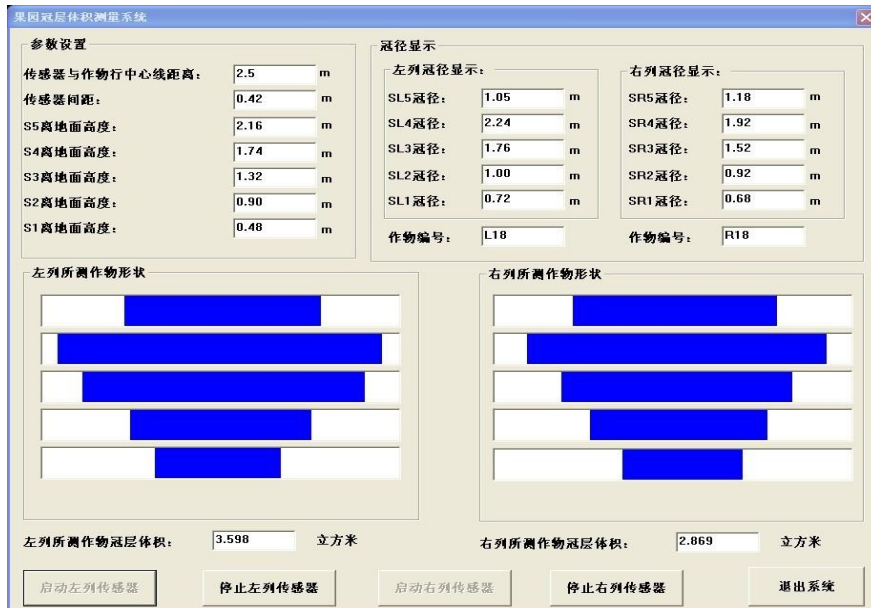 果园冠层体积测量系统
参数设置
传感器与作物行中心线距离： 2.5 m
传感器间距： 0.42 m
S5离地面高度： 2.16 m
S4离地面高度： 1.74 m
S3离地面高度： 1.32 m
S2离地面高度： 0.90 m
S1离地面高度： 0.48 m
冠径显示
左列冠径显示：
SL5冠径： 1.05 m
SL4冠径： 2.24 m
SL3冠径： 1.76 m
SL2冠径： 1.00 m
SL1冠径： 0.72 m
作物编号： L18
右列冠径显示：
SR5冠径： 1.18 m
SR4冠径： 1.92 m
SR3冠径： 1.52 m
SR2冠径： 0.92 m
SR1冠径： 0.68 m
作物编号： R18
左列所测作物形状
右列所测作物形状
左列所测作物冠层体积： 3.598 立方米
右列所测作物冠层体积： 2.869 立方米
启动左列传感器
停止左列传感器
启动右列传感器
停止右列传感器
退出系统